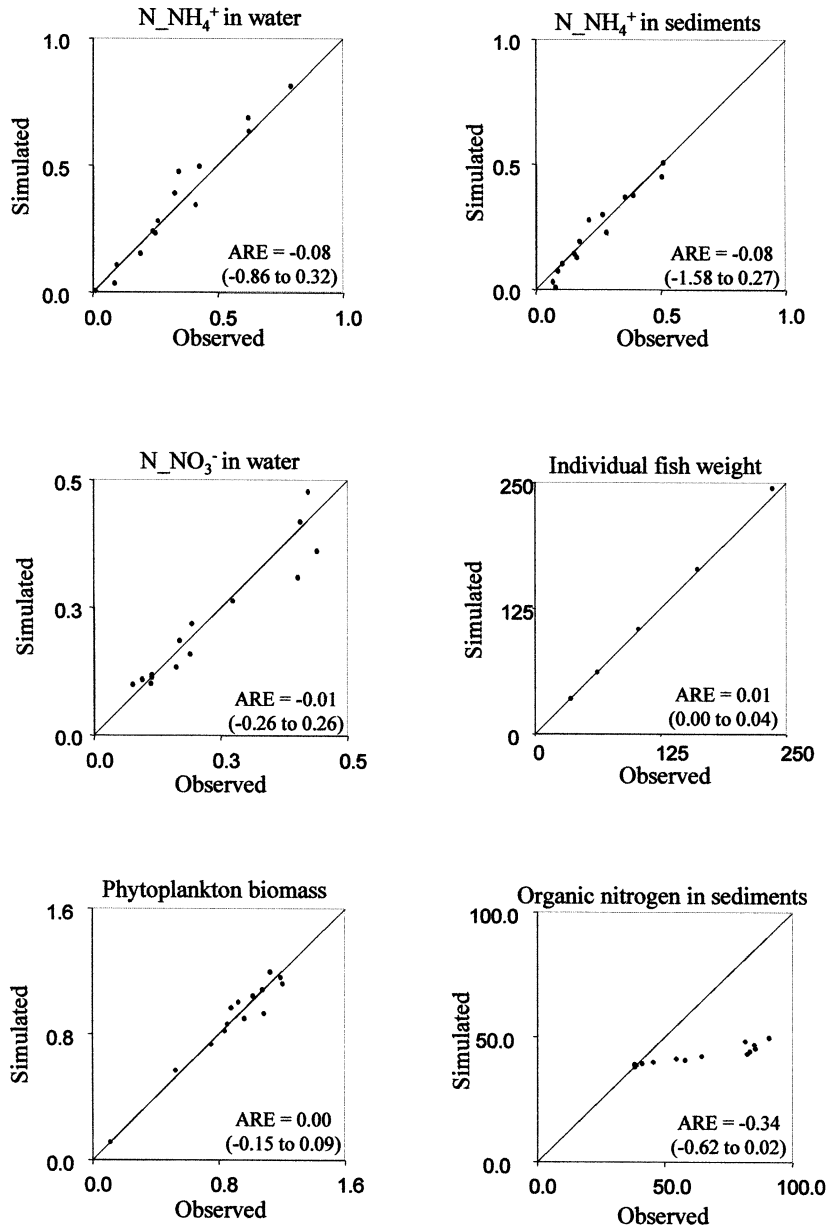 N_NH₄⁺ in water
1.0
0.5
0.0
Simulated
ARE = -0.08
(-0.86 to 0.32)
0.0 0.5 1.0
Observed
N_NH₄⁺ in sediments
1.0
0.5
0.0
Simulated
ARE = -0.08
(-1.58 to 0.27)
0.0 0.5 1.0
Observed
N_NO₃⁻ in water
0.5
0.3
0.0
Simulated
ARE = -0.01
(-0.26 to 0.26)
0.0 0.3 0.5
Observed
Individual fish weight
250
125
0
Simulated
ARE = 0.01
(0.00 to 0.04)
0 125 250
Observed
Phytoplankton biomass
1.6
0.8
0.0
Simulated
ARE = 0.00
(-0.15 to 0.09)
0.0 0.8 1.6
Observed
Organic nitrogen in sediments
100.0
50.0
0.0
Simulated
ARE = -0.34
(-0.62 to 0.02)
0.0 50.0 100.0
Observed